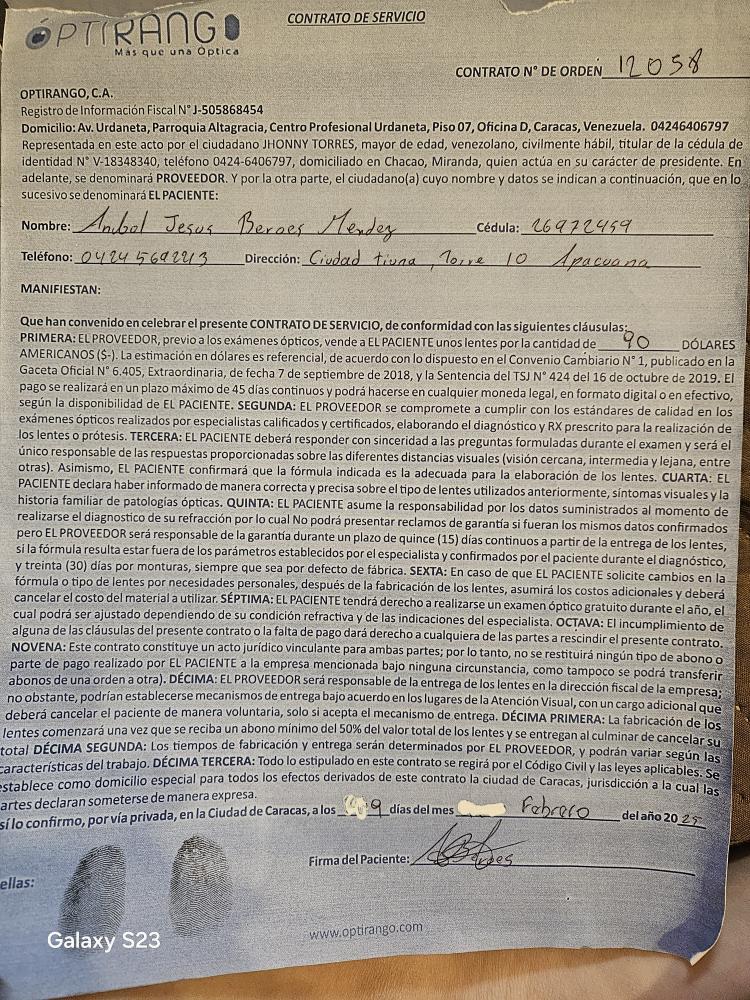 ÓPTIRANGO
Más que una Óptica
CONTRATO DE SERVICIO
CONTRATO N° DE ORDEN 12058
OPTIRANGO, C.A.
Registro de Información Fiscal N° J-505868454
Domicilio: Av. Urdaneta, Parroquia Altagracia, Centro Profesional Urdaneta, Piso 07, Oficina D, Caracas, Venezuela. 04246406797
Representada en este acto por el ciudadano JHONNY TORRES, mayor de edad, venezolano, civilmente hábil, titular de la cédula de
identidad N° V-18348340, teléfono 0424-6406797, domiciliado en Chacao, Miranda, quien actúa en su carácter de presidente. En
adelante, se denominará PROVEEDOR. Y por la otra parte, el ciudadano(a) cuyo nombre y datos se indican a continuación, que en lo
sucesivo se denominará EL PACIENTE:
Nombre: Anibal Jesus Beroes Mendez Cédula: 26972459
Teléfono: 0424 5692213 Dirección: Ciudad tiuna, Torre 10 Apacuana
MANIFIESTAN:
Que han convenido en celebrar el presente CONTRATO DE SERVICIO, de conformidad con las siguientes cláusulas:
PRIMERA: EL PROVEEDOR, previo a los exámenes ópticos, vende a EL PACIENTE unos lentes por la cantidad de 90 DÓLARES
AMERICANOS ($-). La estimación en dólares es referencial, de acuerdo con lo dispuesto en el Convenio Cambiario N° 1, publicado en la
Gaceta Oficial N° 6.405, Extraordinaria, de fecha 7 de septiembre de 2018, y la Sentencia del TSJ N° 424 del 16 de octubre de 2019. El
pago se realizará en un plazo máximo de 45 días continuos y podrá hacerse en cualquier moneda legal, en formato digital o en efectivo,
según la disponibilidad de EL PACIENTE. SEGUNDA: EL PROVEEDOR se compromete a cumplir con los estándares de calidad en los
exámenes ópticos realizados por especialistas calificados y certificados, elaborando el diagnóstico y RX prescrito para la realización de
los lentes o prótesis. TERCERA: EL PACIENTE deberá responder con sinceridad a las preguntas formuladas durante el examen y será el
único responsable de las respuestas proporcionadas sobre las diferentes distancias visuales (visión cercana, intermedia y lejana, entre
otras). Asimismo, EL PACIENTE confirmará que la fórmula indicada es la adecuada para la elaboración de los lentes. CUARTA: EL
PACIENTE declara haber informado de manera correcta y precisa sobre el tipo de lentes utilizados anteriormente, síntomas visuales y la
historia familiar de patologías ópticas. QUINTA: EL PACIENTE asume la responsabilidad por los datos suministrados al momento de
realizarse el diagnostico de su refracción por lo cual No podrá presentar reclamos de garantía si fueran los mismos datos confirmados
pero EL PROVEEDOR será responsable de la garantía durante un plazo de quince (15) días continuos a partir de la entrega de los lentes,
si la fórmula resulta estar fuera de los parámetros establecidos por el especialista y confirmados por el paciente durante el diagnóstico,
y treinta (30) días por monturas, siempre que sea por defecto de fábrica. SEXTA: En caso de que EL PACIENTE solicite cambios en la
fórmula o tipo de lentes por necesidades personales, después de la fabricación de los lentes, asumirá los costos adicionales y deberá
cancelar el costo del material a utilizar. SÉPTIMA: EL PACIENTE tendrá derecho a realizarse un examen óptico gratuito durante el año, el
cual podrá ser ajustado dependiendo de su condición refractiva y de las indicaciones del especialista. OCTAVA: El incumplimiento de
alguna de las cláusulas del presente contrato o la falta de pago dará derecho a cualquiera de las partes a rescindir el presente contrato.
NOVENA: Este contrato constituye un acto jurídico vinculante para ambas partes; por lo tanto, no se restituirá ningún tipo de abono o
parte de pago realizado por EL PACIENTE a la empresa mencionada bajo ninguna circunstancia, como tampoco se podrá transferir
abonos de una orden a otra). DÉCIMA: EL PROVEEDOR será responsable de la entrega de los lentes en la dirección fiscal de la empresa;
no obstante, podrían establecerse mecanismos de entrega bajo acuerdo en los lugares de la Atención Visual, con un cargo adicional que
deberá cancelar el paciente de manera voluntaria, solo si acepta el mecanismo de entrega. DÉCIMA PRIMERA: La fabricación de los
lentes comenzará una vez que se reciba un abono mínimo del 50% del valor total de los lentes y se entregan al culminar de cancelar su
total DÉCIMA SEGUNDA: Los tiempos de fabricación y entrega serán determinados por EL PROVEEDOR, y podrán variar según las
características del trabajo. DÉCIMA TERCERA: Todo lo estipulado en este contrato se regirá por el Código Civil y las leyes aplicables. Se
establece como domicilio especial para todos los efectos derivados de este contrato la ciudad de Caracas, jurisdicción a la cual las
artes declaran someterse de manera expresa.
sí lo confirmo, por vía privada, en la Ciudad de Caracas, a los 9 días del mes Febrero del año 2025
Firma del Paciente:
ellas:
www.optirango.com
Galaxy S23